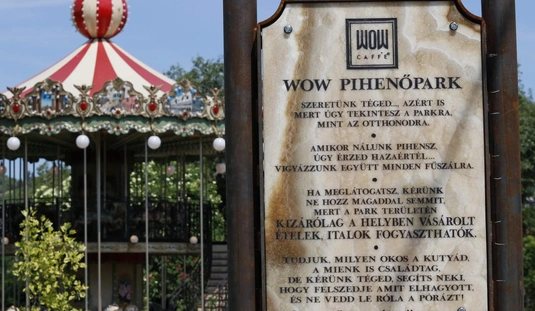 WOW
CAFFÉ
WOW PIHENŐPARK
SZERETÜNK TÉGED... AZÉRT IS
MERT ÚGY TEKINTESZ A PARKRA,
MINT AZ OTTHONODRA.
•
AMIKOR NÁLUNK PIHENSZ,
ÚGY ÉRZED HAZAÉRTÉL...
VIGYÁZZUNK EGYÜTT MINDEN FŰSZÁLRA.
•
HA MEGLÁTOGATSZ, KÉRÜNK
NE HOZZ MAGADDAL SEMMIT,
MERT A PARK TERÜLETÉN
KIZÁRÓLAG A HELYBEN VÁSÁROLT
ÉTELEK, ITALOK FOGYASZTHATÓK.
•
TUDJUK, MILYEN OKOS A KUTYÁD,
A MIENK IS CSALÁDTAG,
DE KÉRÜNK TÉGED, SEGÍTS NEKI,
HOGY FELSZEDJE AMIT ELHAGYOTT,
ÉS NE VEDD LE RÓLA A PÓRÁZT!